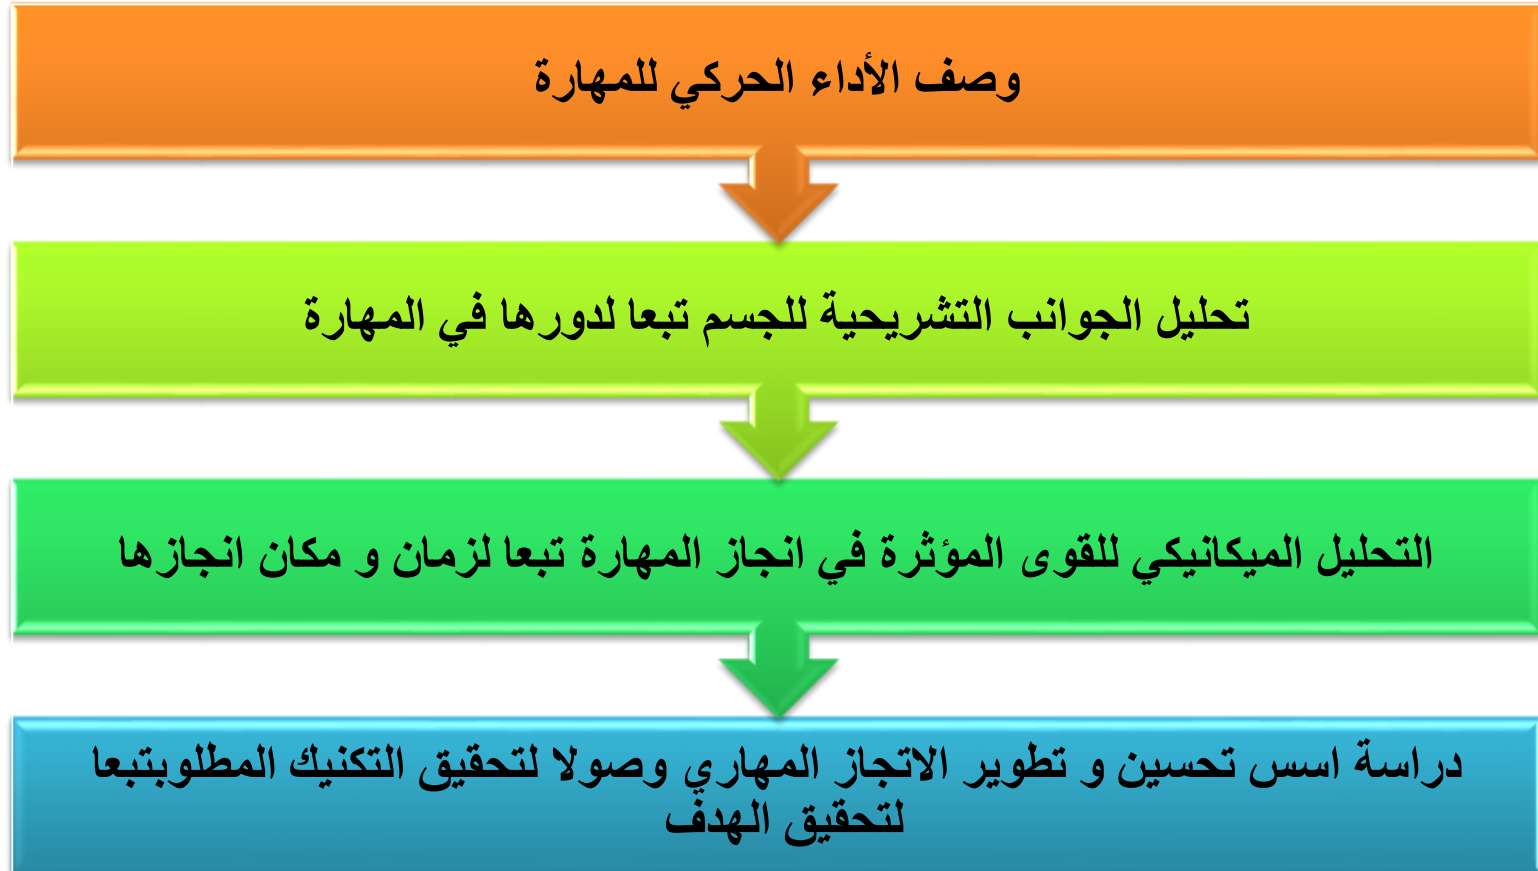 وصف الأداء الحركي للمهارة
تحليل الجوانب التشريحية للجسم تبعا لدورها في المهارة
التحليل الميكانيكي للقوى المؤثرة في انجاز المهارة تبعا لزمان و مكان انجازها
دراسة اسس تحسين و تطوير الاتجاز المهاري وصولا لتحقيق التكنيك المطلوبتبعا
لتحقيق الهدف